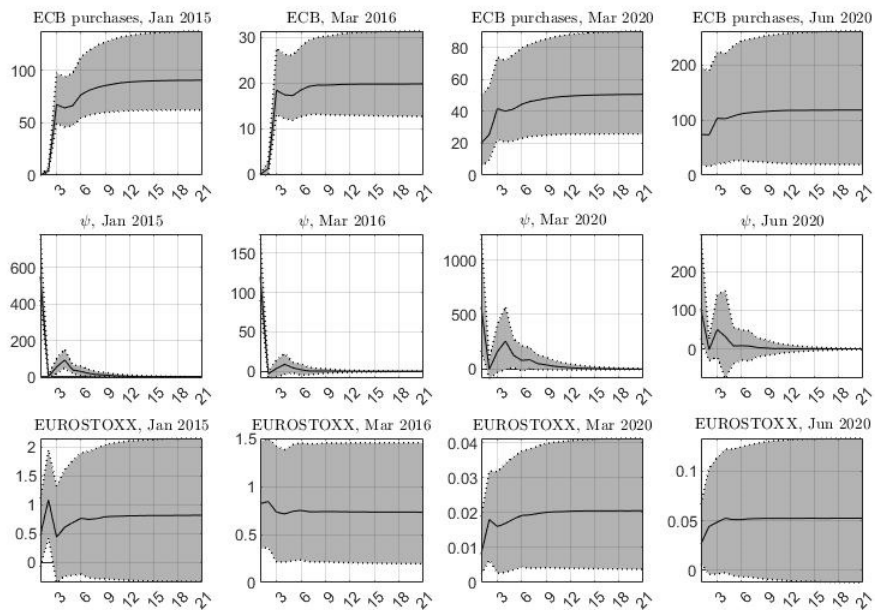 ECB purchases, Jan 2015 ECB, Mar 2016 ECB purchases, Mar 2020 ECB purchases, Jun 2020
100 30 80 200
50 20 60 100
0 10 40 0
0 20
0
3 6 9 12 15 18 21 3 6 9 12 15 18 21 3 6 9 12 15 18 21 3 6 9 12 15 18 21
ψ, Jan 2015 ψ, Mar 2016 ψ, Mar 2020 ψ, Jun 2020
600 150 1000 200
400 100 500 100
200 50 0 0
0 0
3 6 9 12 15 18 21 3 6 9 12 15 18 21 3 6 9 12 15 18 21 3 6 9 12 15 18 21
EUROSTOXX, Jan 2015 EUROSTOXX, Mar 2016 EUROSTOXX, Mar 2020 EUROSTOXX, Jun 2020
2 1.5 0.04 0.1
1.5 1 0.03 0.05
1 0.5 0.02 0
0.5 0 0.01
0 0
3 6 9 12 15 18 21 3 6 9 12 15 18 21 3 6 9 12 15 18 21 3 6 9 12 15 18 21